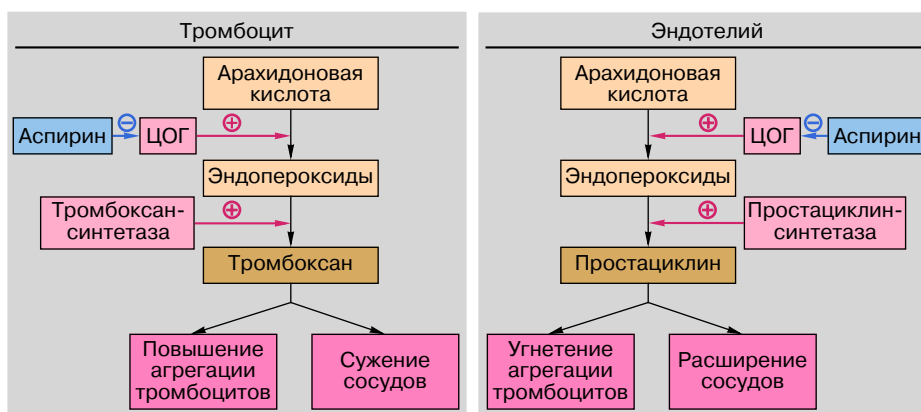 Тромбоцит
Арахидоновая
кислота
Аспирин
⊖
ЦОГ
⊕
Эндопероксиды
Тромбоксан-
синтетаза
⊕
Тромбоксан
Повышение
агрегации
тромбоцитов
Сужение
сосудов
Эндотелий
Арахидоновая
кислота
⊕
ЦОГ
⊖
Аспирин
Эндопероксиды
⊕
Простациклин-
синтетаза
Простациклин
Угнетение
агрегации
тромбоцитов
Расширение
сосудов